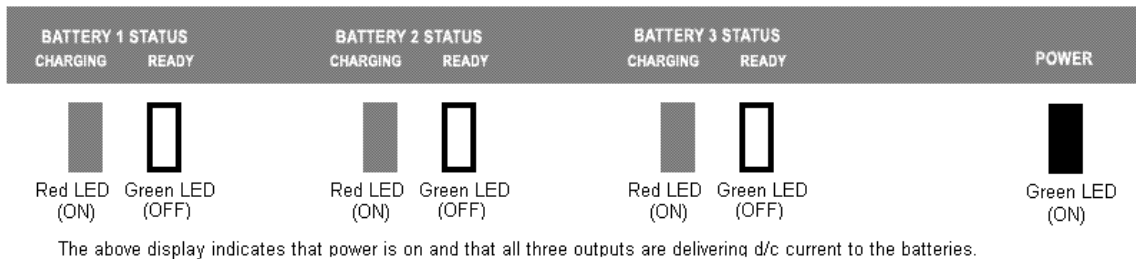 BATTERY 1 STATUS BATTERY 2 STATUS BATTERY 3 STATUS
CHARGING READY CHARGING READY CHARGING READY POWER
Red LED Green LED Red LED Green LED Red LED Green LED Green LED
(ON) (OFF) (ON) (OFF) (ON) (OFF) (ON)
The above display indicates that power is on and that all three outputs are delivering d/c current to the batteries.